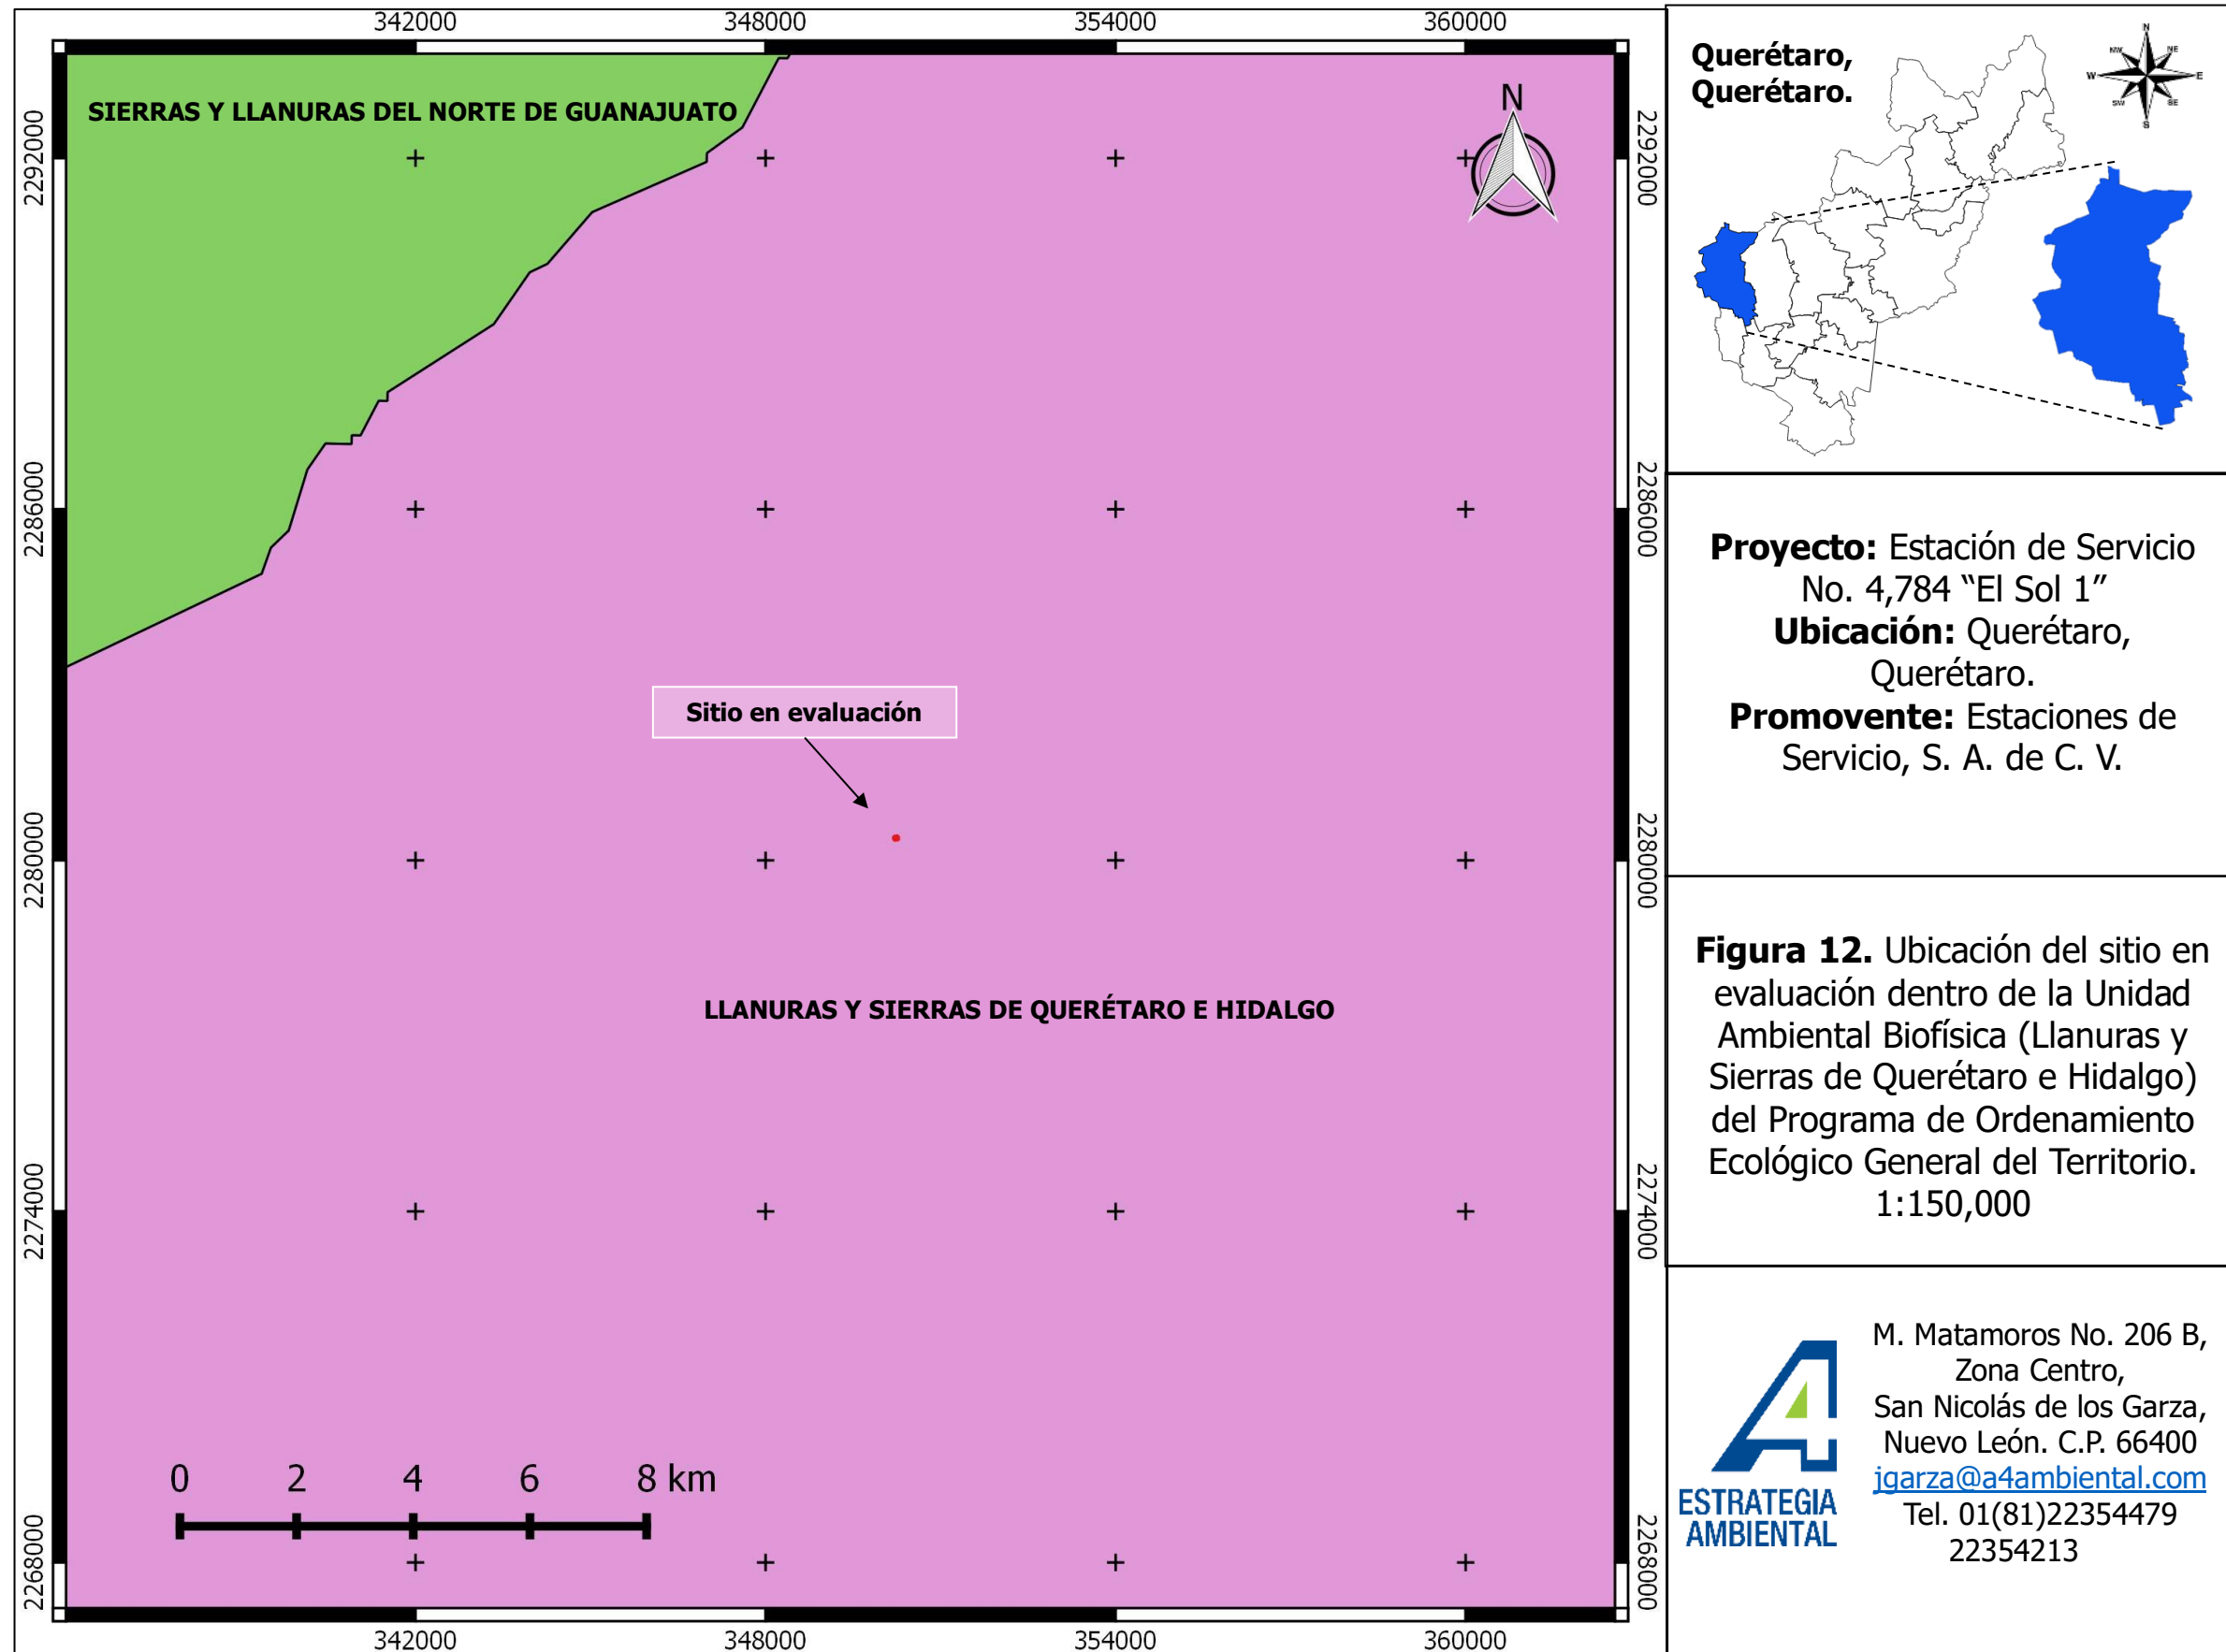 342000
348000
354000
360000
2292000
2286000
2280000
2274000
2268000
SIERRAS Y LLANURAS DEL NORTE DE GUANAJUATO
N
Sitio en evaluación
LLANURAS Y SIERRAS DE QUERÉTARO E HIDALGO
0 2 4 6 8 km
2292000
2286000
2280000
2274000
2268000
342000
348000
354000
360000
Querétaro,
Querétaro.
N
NW
NE
W
E
SW
SE
S
Proyecto: Estación de Servicio
No. 4,784 “El Sol 1”
Ubicación: Querétaro,
Querétaro.
Promovente: Estaciones de
Servicio, S. A. de C. V.
Figura 12. Ubicación del sitio en
evaluación dentro de la Unidad
Ambiental Biofísica (Llanuras y
Sierras de Querétaro e Hidalgo)
del Programa de Ordenamiento
Ecológico General del Territorio.
1:150,000
A4
ESTRATEGIA
AMBIENTAL
M. Matamoros No. 206 B,
Zona Centro,
San Nicolás de los Garza,
Nuevo León. C.P. 66400
jgarza@a4ambiental.com
Tel. 01(81)22354479
22354213